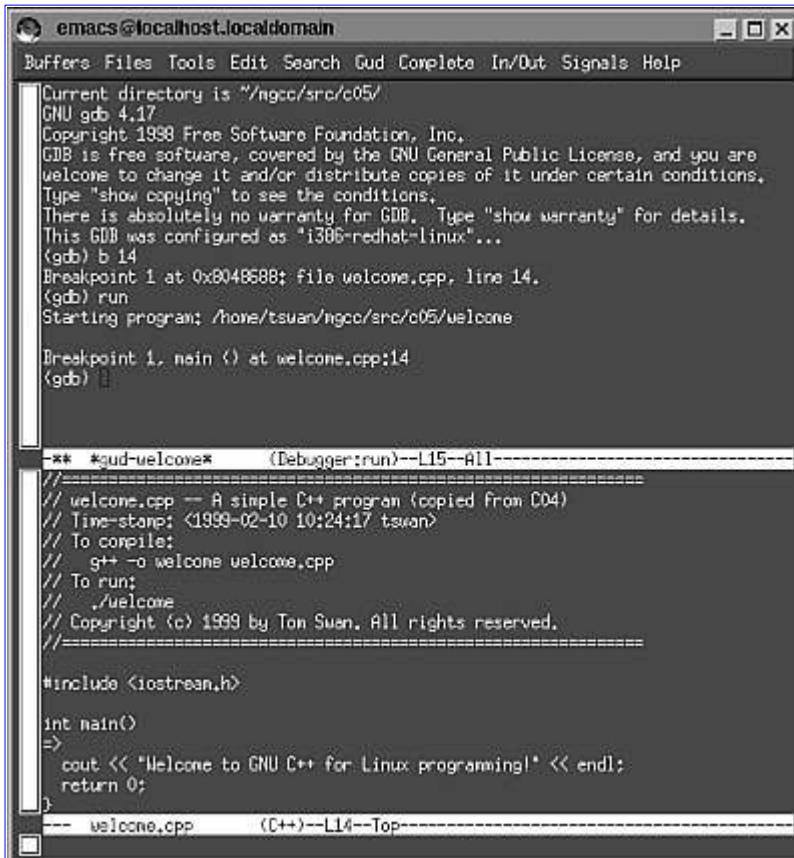 emacs@localhost.localdomain
Buffers Files Tools Edit Search Gud Complete In/Out Signals Help
Current directory is ~/mgcc/src/c05/
GNU gdb 4.17
Copyright 1998 Free Software Foundation, Inc.
GDB is free software, covered by the GNU General Public License, and you are
welcome to change it and/or distribute copies of it under certain conditions.
Type "show copying" to see the conditions.
There is absolutely no warranty for GDB.  Type "show warranty" for details.
This GDB was configured as "i386-redhat-linux"...
(gdb) b 14
Breakpoint 1 at 0x8048688: file welcome.cpp, line 14.
(gdb) run
Starting program: /home/tswan/mgcc/src/c05/welcome
Breakpoint 1, main () at welcome.cpp:14
(gdb)
-**  *gud-welcome*      (Debugger:run)--L15--All--------------------------------
//===========================================================
// welcome.cpp -- A simple C++ program (copied from C04)
// Time-stamp: <1999-02-10 10:24:17 tswan>
// To compile:
//   g++ -o welcome welcome.cpp
// To run:
//   ./welcome
// Copyright (c) 1999 by Tom Swan. All rights reserved.
//===========================================================
#include <iostream.h>
int main()
=>
  cout << "Welcome to GNU C++ for Linux programming!" << endl;
  return 0;
}
---  welcome.cpp       (C++)--L14--Top------------------------------------------